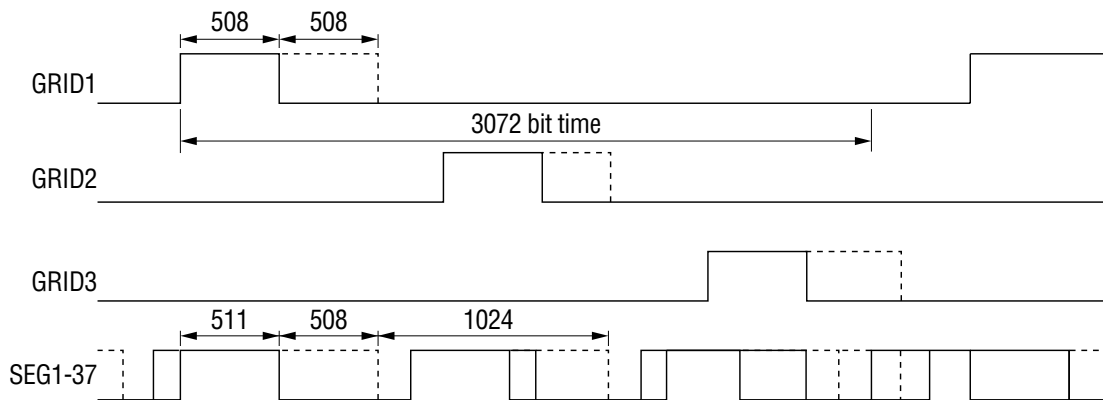 508 508
GRID1
3072 bit time
GRID2
GRID3
511 508 1024
SEG1-37